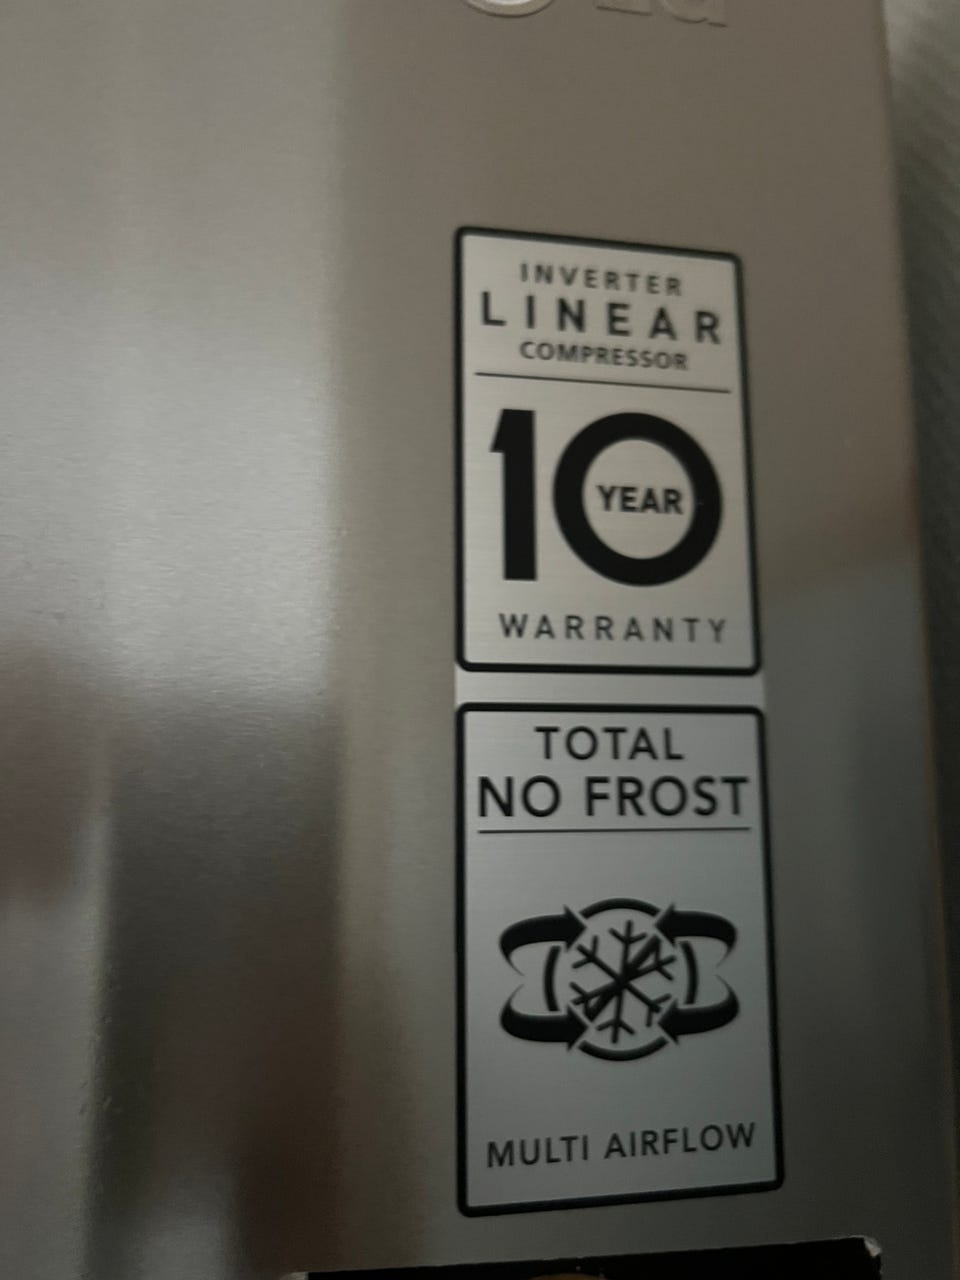 INVERTER
LINEAR
COMPRESSOR
10
YEAR
WARRANTY
TOTAL
NO FROST
MULTI AIRFLOW